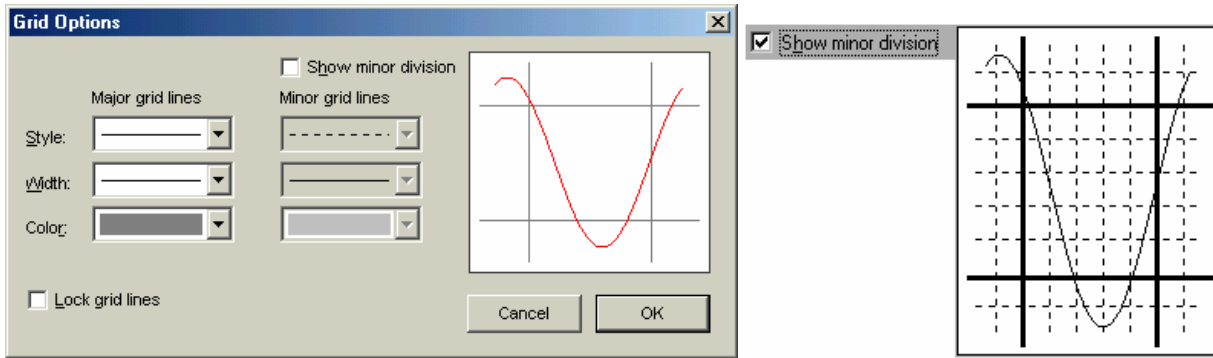 Grid Options
Show minor division
Major grid lines
Minor grid lines
Style:
Width:
Color:
Lock grid lines
Cancel
OK
Show minor division